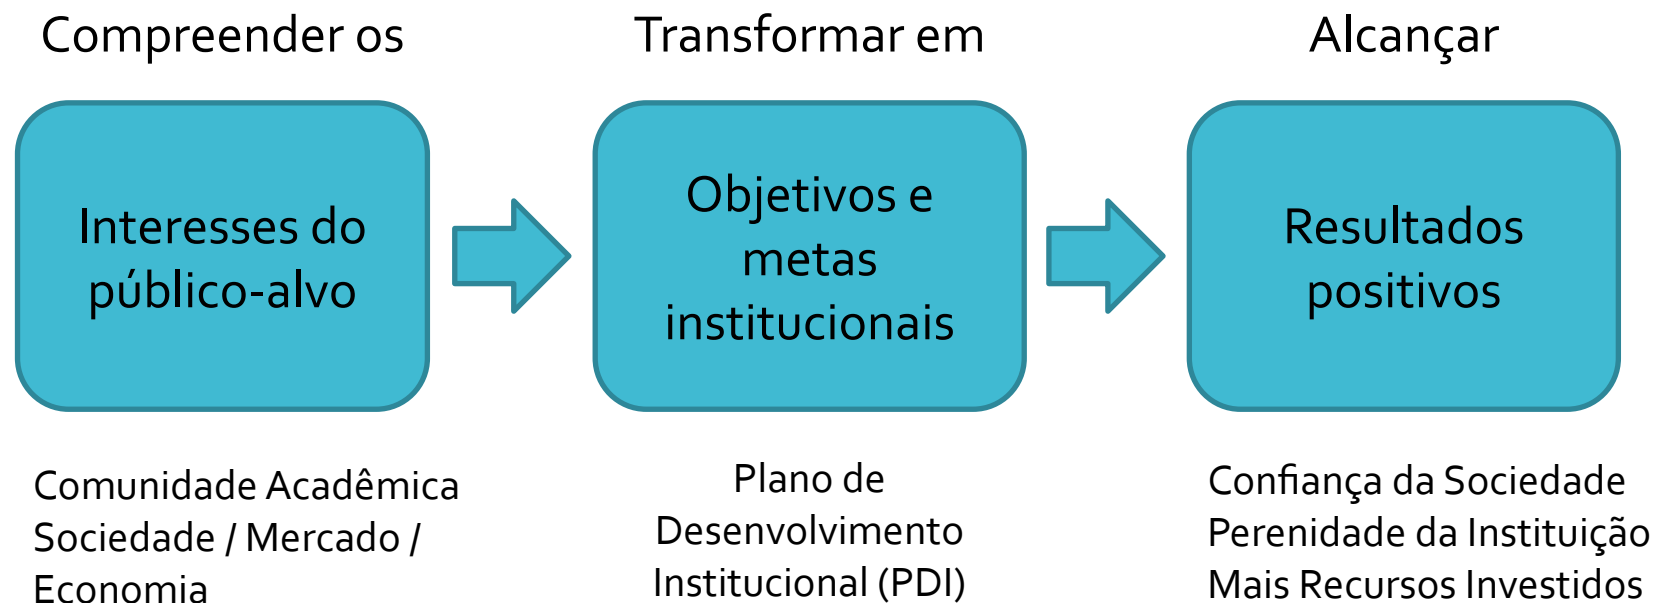 Compreender os
Interesses do
público-alvo
Comunidade Acadêmica
Sociedade / Mercado /
Economia
Transformar em
Objetivos e
metas
institucionais
Plano de
Desenvolvimento
Institucional (PDI)
Alcançar
Resultados
positivos
Confiança da Sociedade
Perenidade da Instituição
Mais Recursos Investidos